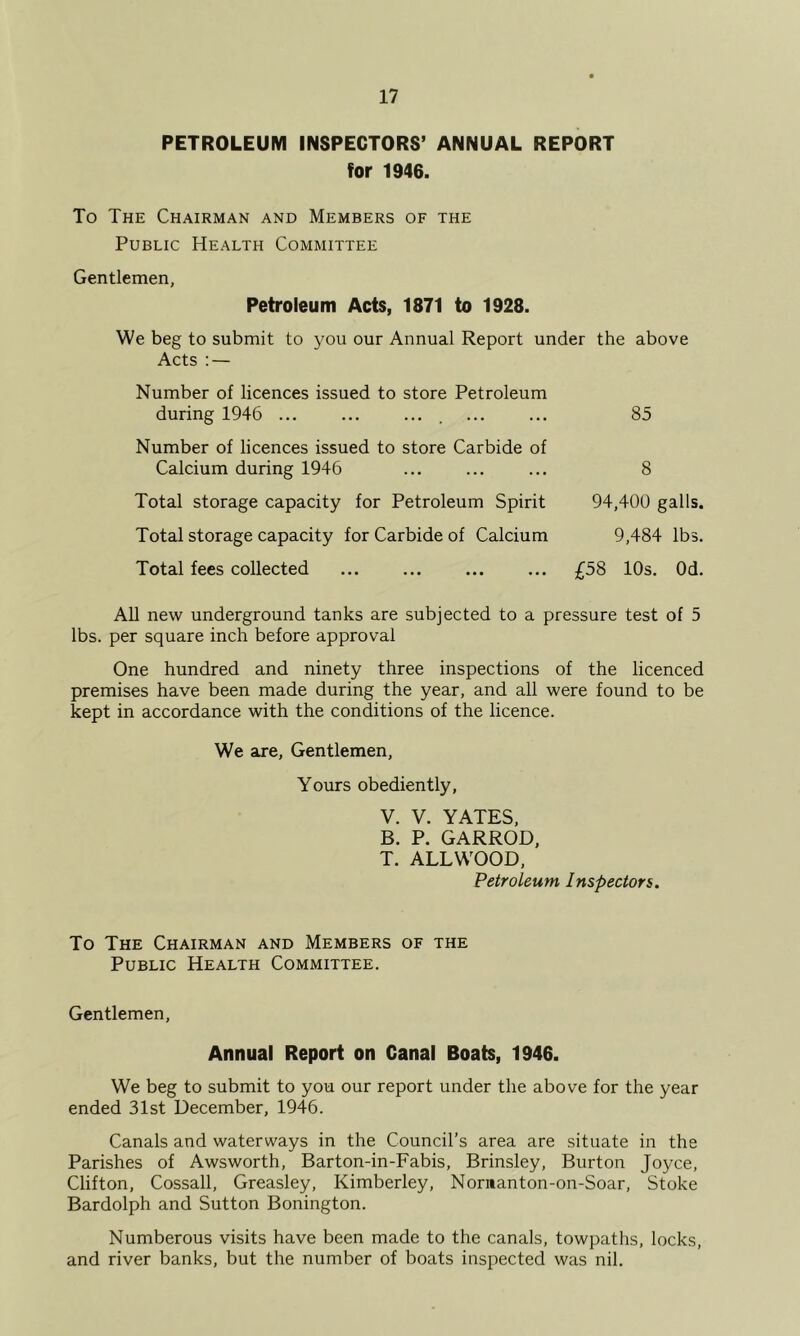 17
PETROLEUM INSPECTORS' ANNUAL REPORT
for 1946.
To The Chairman and Members of the
Public Health Committee
Gentlemen,
Petroleum Acts, 1871 to 1928.
We beg to submit to you our Annual Report under the above
Acts :—
Number of licences issued to store Petroleum
during 1946 ... ... ... . ... ... 85
Number of licences issued to store Carbide of
Calcium during 1946 ... ... ... 8
Total storage capacity for Petroleum Spirit 94,400 galls.
Total storage capacity for Carbide of Calcium 9,484 lbs.
Total fees collected ... ... ... ... £58 10s. Od.
All new underground tanks are subjected to a pressure test of 5
lbs. per square inch before approval
One hundred and ninety three inspections of the licenced
premises have been made during the year, and all were found to be
kept in accordance with the conditions of the licence.
We are, Gentlemen,
Yours obediently,
V. V. YATES,
B. P. GARROD,
T. ALLWOOD,
Petroleum Inspectors.
To The Chairman and Members of the
Public Health Committee.
Gentlemen,
Annual Report on Canal Boats, 1946.
We beg to submit to you our report under the above for the year
ended 31st December, 1946.
Canals and waterways in the Council's area are situate in the
Parishes of Awsworth, Barton-in-Fabis, Brinsley, Burton Joyce,
Clifton, Cossall, Greasley, Kimberley, Normanton-on-Soar, Stoke
Bardolph and Sutton Bonington.
Numberous visits have been made to the canals, towpaths, locks,
and river banks, but the number of boats inspected was nil.